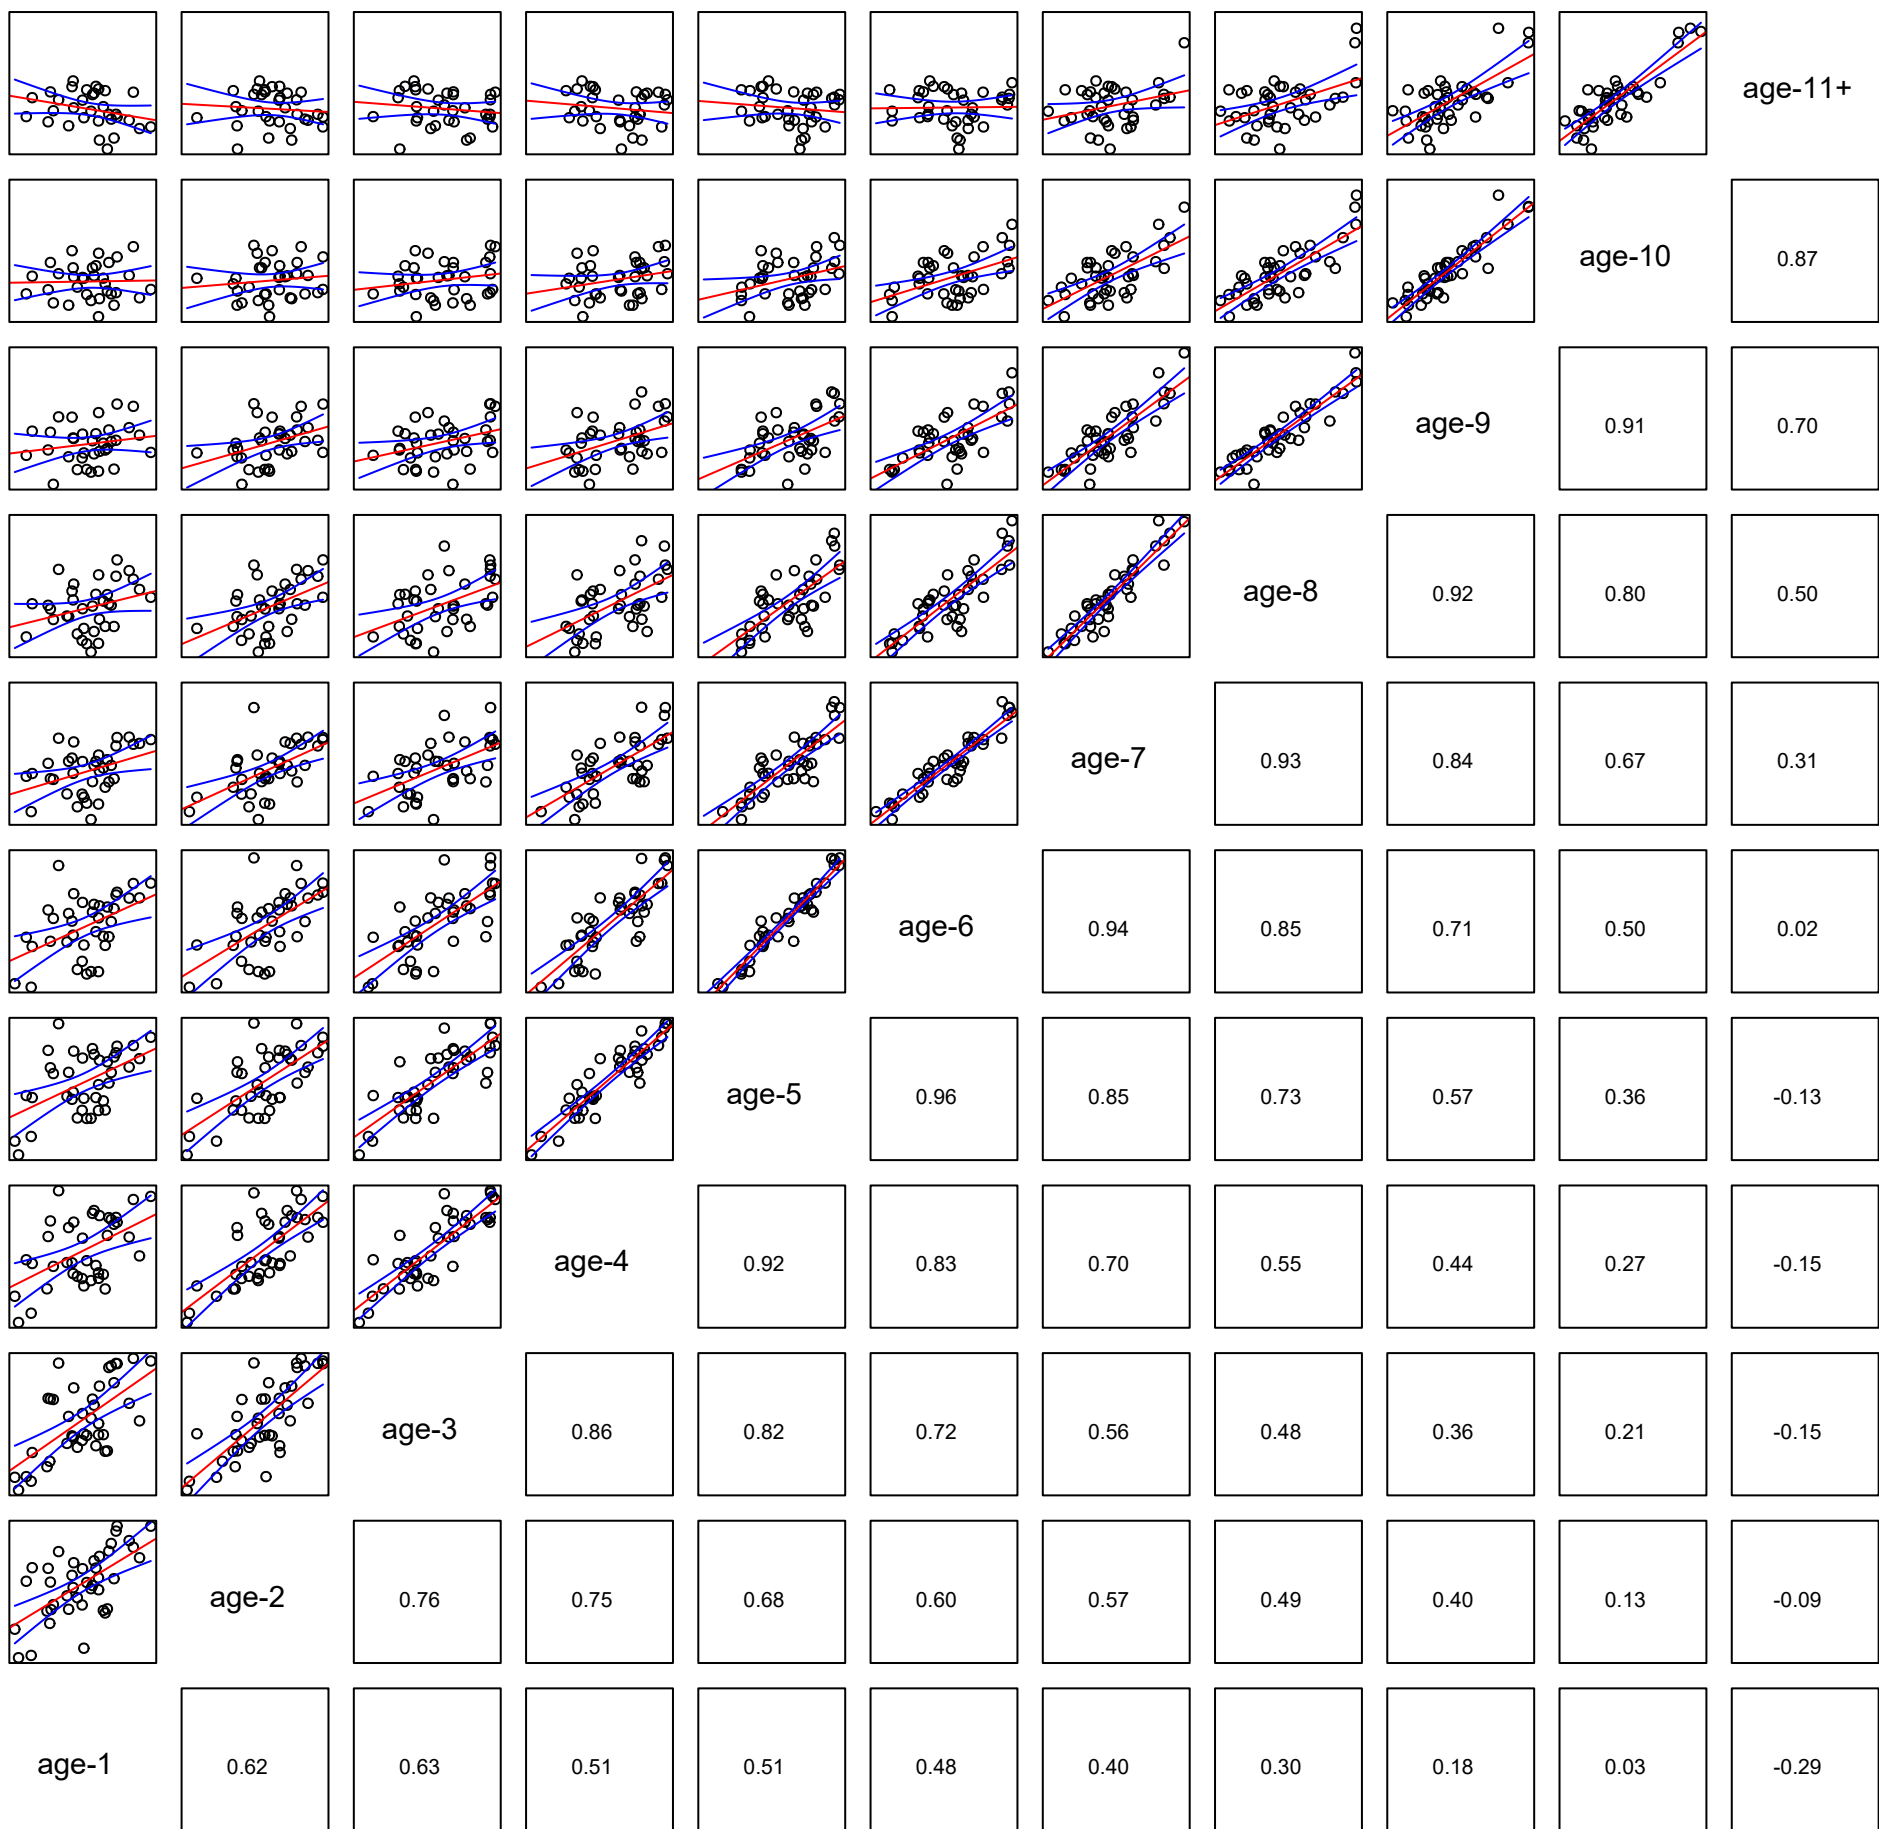 age-11+
age-10 0.87
age-9 0.91 0.70
age-8 0.92 0.80 0.50
age-7 0.93 0.84 0.67 0.31
age-6 0.94 0.85 0.71 0.50 0.02
age-5 0.96 0.85 0.73 0.57 0.36 -0.13
age-4 0.92 0.83 0.70 0.55 0.44 0.27 -0.15
age-3 0.86 0.82 0.72 0.56 0.48 0.36 0.21 -0.15
age-2 0.76 0.75 0.68 0.60 0.57 0.49 0.40 0.13 -0.09
age-1 0.62 0.63 0.51 0.51 0.48 0.40 0.30 0.18 0.03 -0.29